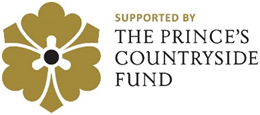 SUPPORTED BY
THE PRINCE'S
COUNTRYSIDE
FUND